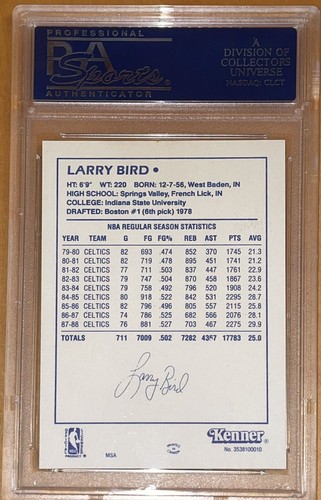 PROFESSIONAL
PSA
Sports
AUTHENTICATOR
A
DIVISION OF
COLLECTORS
UNIVERSE
NASDAQ: CLCT
LARRY BIRD •
HT: 6'9" WT: 220 BORN: 12-7-56, West Baden, IN
HIGH SCHOOL: Springs Valley, French Lick, IN
COLLEGE: Indiana State University
DRAFTED: Boston #1 (6th pick) 1978
NBA REGULAR SEASON STATISTICS
YEAR TEAM G FG FG% REB AST PTS AVG
79-80 CELTICS 82 693 .474 852 370 1745 21.3
80-81 CELTICS 82 719 .478 895 451 1741 21.2
81-82 CELTICS 77 711 .503 837 447 1761 22.9
82-83 CELTICS 79 747 .504 870 458 1867 23.6
83-84 CELTICS 79 758 .492 796 520 1908 24.2
84-85 CELTICS 80 918 .522 842 531 2295 28.7
85-86 CELTICS 82 796 .496 805 557 2115 25.8
86-87 CELTICS 74 786 .525 682 566 2076 28.1
87-88 CELTICS 76 881 .527 703 467 2275 29.9
TOTALS 711 7009 .502 7282 4367 17783 25.0
Larry Bird
MSA
Kenner
No. 3538100010